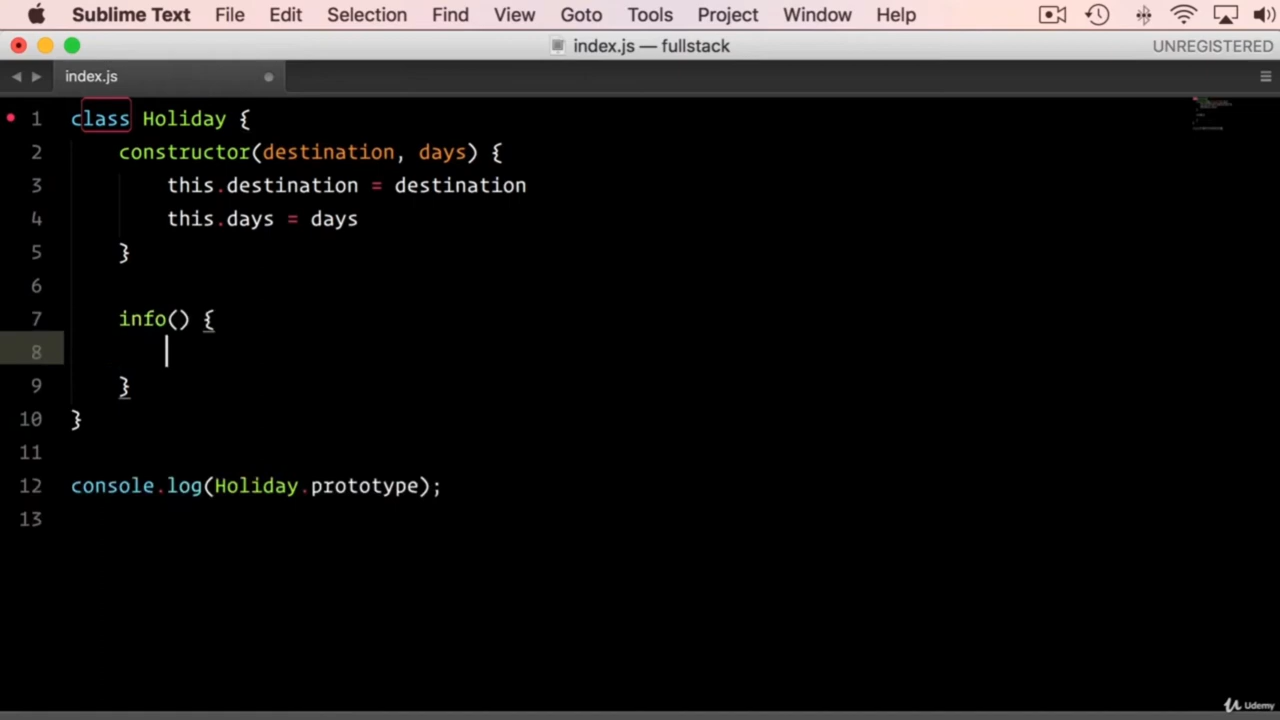 Sublime Text File Edit Selection Find View Goto Tools Project Window Help
index.js — fullstack UNREGISTERED
index.js
1 class Holiday {
2 constructor(destination, days) {
3 this.destination = destination
4 this.days = days
5 }
6
7 info() {
8
9 }
10 }
11
12 console.log(Holiday.prototype);
13
Udemy